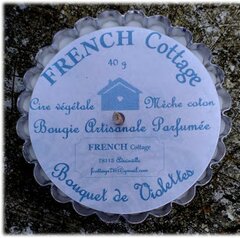 FRENCH Cottage
40 g
Cire végétale Mèche coton
Bougie Artisanale Parfumée
FRENCH Cottage
Bouquet de Violettes